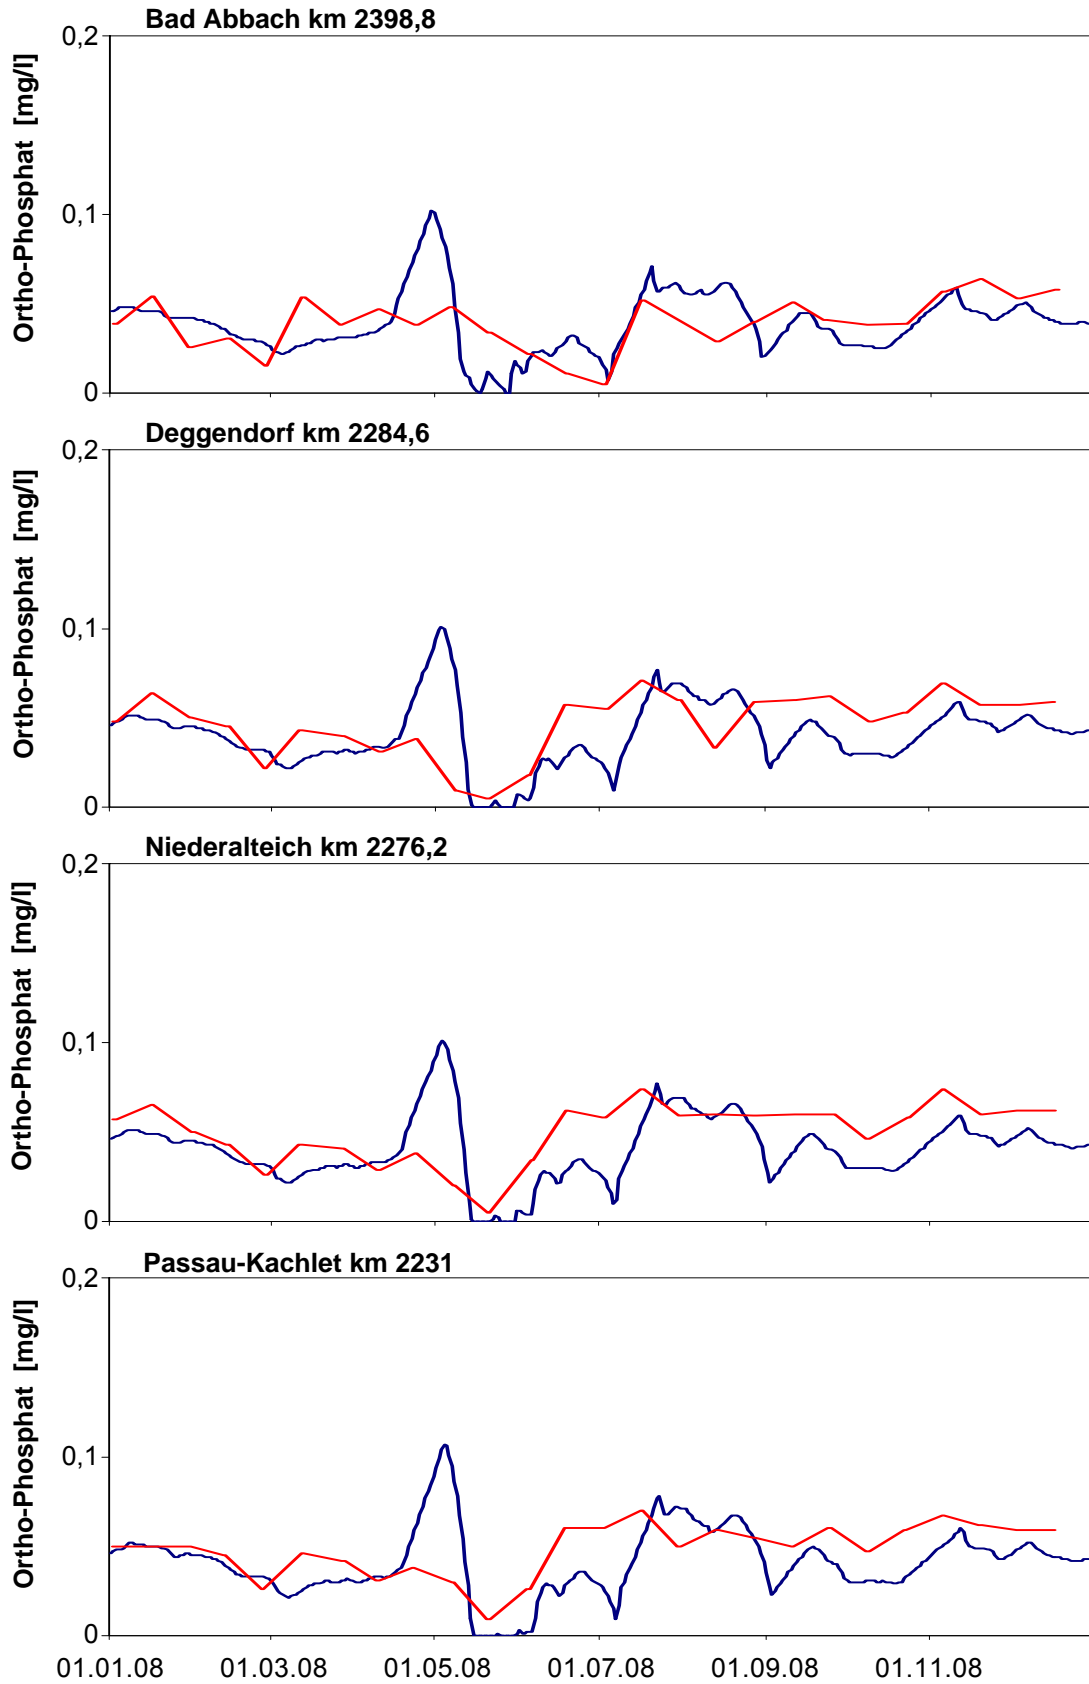 Bad Abbach km 2398,8
0,2
0,1
0
Ortho-Phosphat [mg/l]
Deggendorf km 2284,6
0,2
0,1
0
Ortho-Phosphat [mg/l]
Niederalteich km 2276,2
0,2
0,1
0
Ortho-Phosphat [mg/l]
Passau-Kachlet km 2231
0,2
0,1
0
Ortho-Phosphat [mg/l]
01.01.08 01.03.08 01.05.08 01.07.08 01.09.08 01.11.08